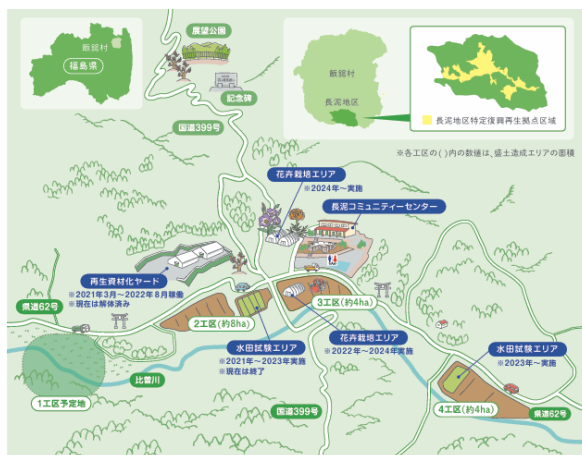 飯舘村
福島県
展望公園
記念碑
国道399号
飯舘村
長泥地区
長泥地区特定復興再生拠点区域
※各工区の( )内の数値は、盛土造成エリアの面積
花卉栽培エリア
※2024年~実施
長泥コミュニティーセンター
再生資材化ヤード
※2021年3月~2022年8月稼働
※現在は解体済み
県道62号
2工区(約8ha)
3工区(約4ha)
水田試験エリア
※2021年~2023年実施
※現在は終了
花卉栽培エリア
※2022年~2024年実施
水田試験エリア
※2023年~実施
比曽川
1工区予定地
国道399号
4工区(約4ha)
県道62号